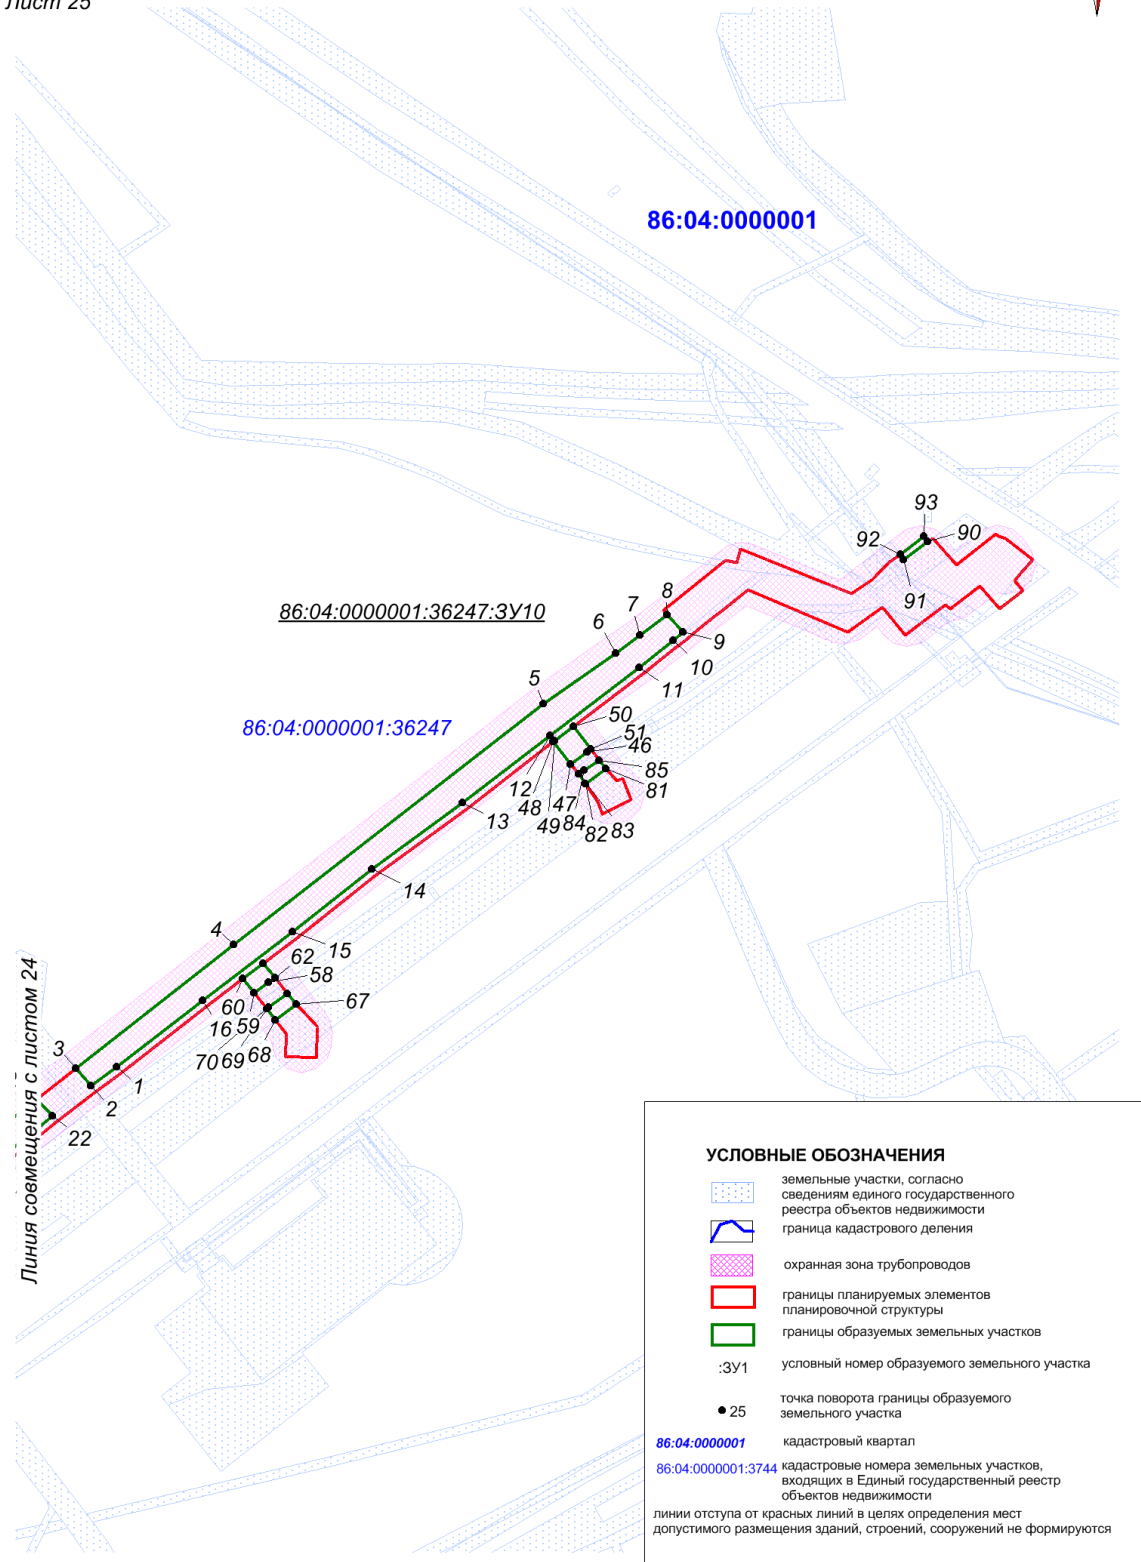 Лист 25
86:04:0000001
93
92
90
91
86:04:0000001:36247:ЗУ10
8
7
6
9
10
11
5
50
51
46
85
81
86:04:0000001:36247
12
48
49
47
84
82
83
13
14
4
15
62
58
67
60
16
59
70
69
68
3
1
2
22
Линия совмещения с листом 24
УСЛОВНЫЕ ОБОЗНАЧЕНИЯ
земельные участки, согласно
сведениям единого государственного
реестра объектов недвижимости
граница кадастрового деления
охранная зона трубопроводов
границы планируемых элементов
планировочной структуры
границы образуемых земельных участков
:ЗУ1 условный номер образуемого земельного участка
25 точка поворота границы образуемого
земельного участка
86:04:0000001 кадастровый квартал
86:04:0000001:3744 кадастровые номера земельных участков,
входящих в Единый государственный реестр
объектов недвижимости
линии отступа от красных линий в целях определения мест
допустимого размещения зданий, строений, сооружений не формируются